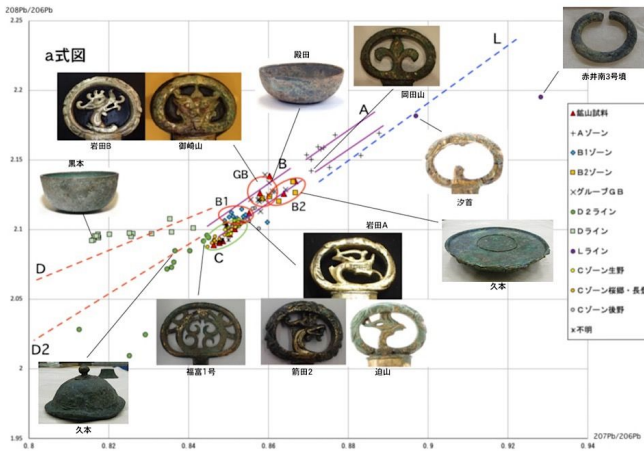 208Pb/206Pb
2.25
a式図
殿田
岡田山
L
赤井南3号墳
2.2
A
岩田B
御崎山
黒本
2.15
GB
B
汐首
B1
B2
2.1
岩田A
D
C
久本
2.05
D2
福富1号
箭田2
迫山
2
久本
1.95
0.8
0.82
0.84
0.86
0.88
0.9
0.92
0.94
207Pb/206Pb
鉱山試料
Aゾーン
B1ゾーン
B2ゾーン
グループGB
D2ライン
Dライン
Lライン
Cゾーン生野
Cゾーン桜郷・長登
Cゾーン後野
不明